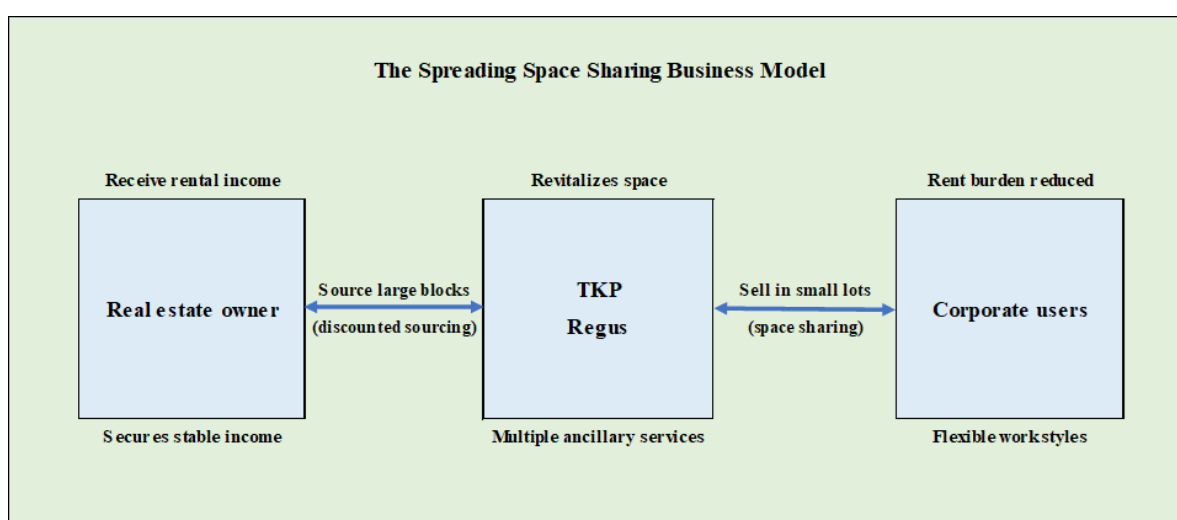 The Spreading Space Sharing Business Model
Receive rental income
Revitalizes space
Rent burden reduced
Real estate owner
Source large blocks
(discounted sourcing)
TKP
Regus
Sell in small lots
(space sharing)
Corporate users
Secures stable income
Multiple ancillary services
Flexible workstyles